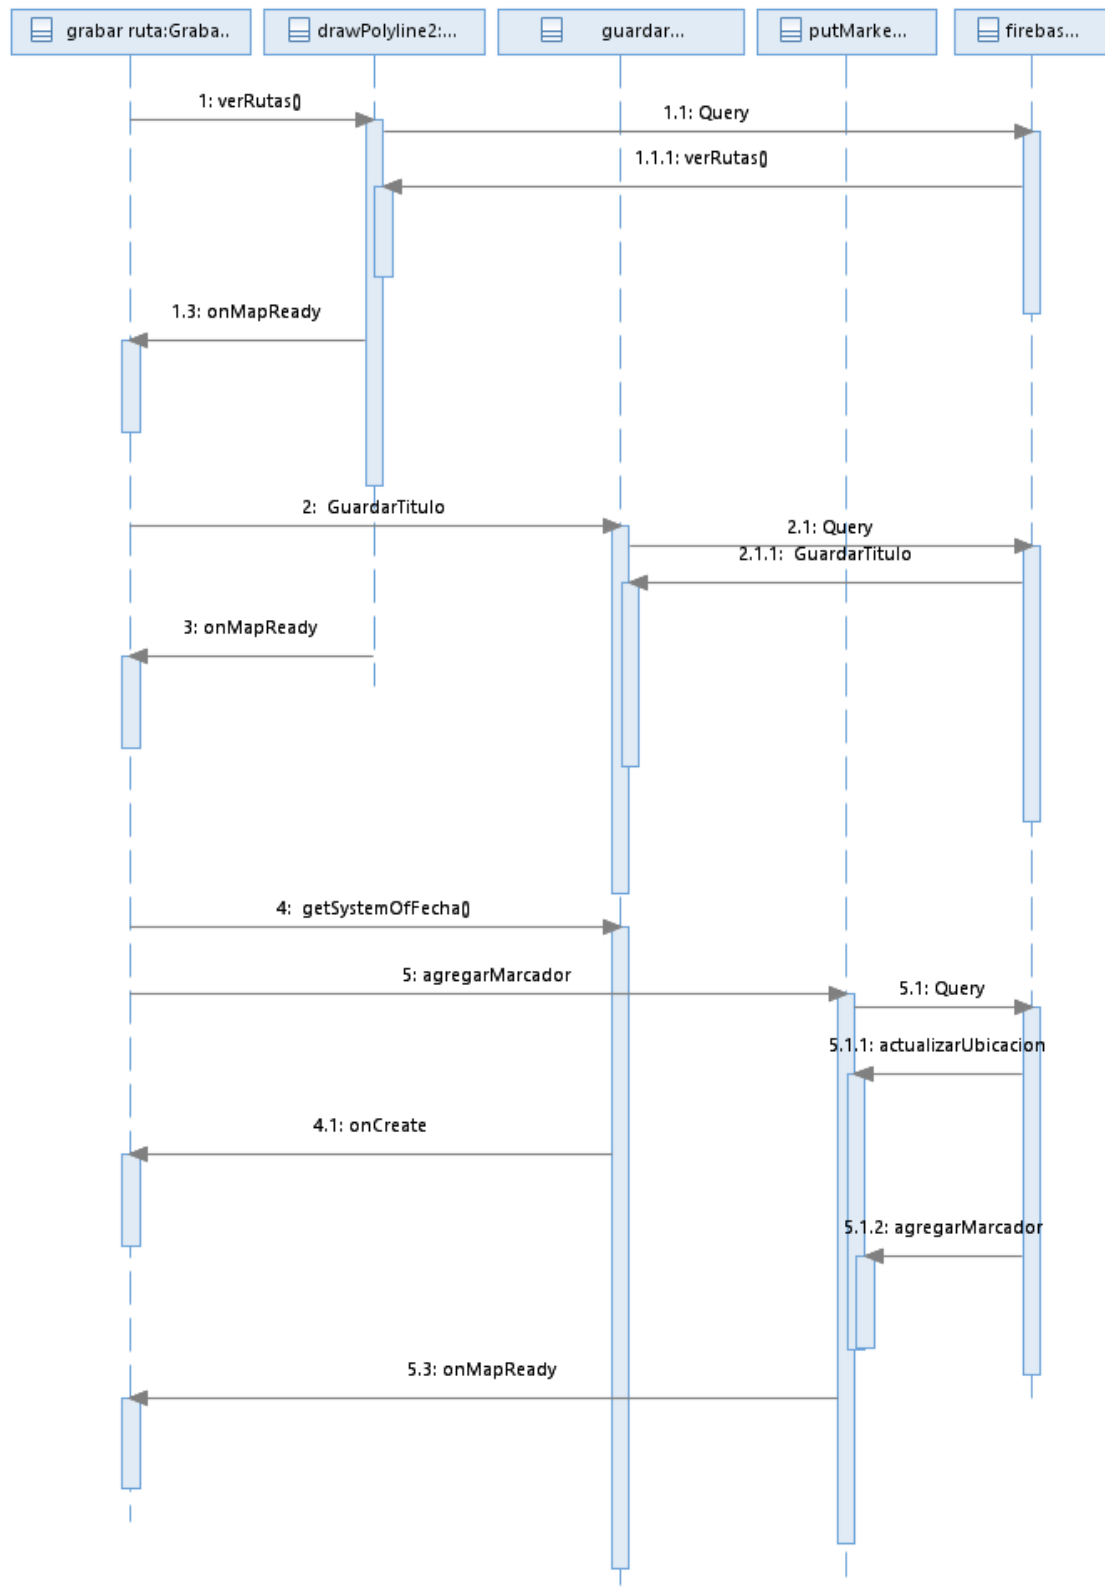 grabar ruta:Graba..
drawPolyline2:...
guardar...
putMarke...
firebas...
1: verRutas()
1.1: Query
1.1.1: verRutas()
1.3: onMapReady
2:  GuardarTitulo
2.1: Query
2.1.1:  GuardarTitulo
3: onMapReady
4:  getSystemOfFecha()
5: agregarMarcador
5.1: Query
5.1.1: actualizarUbicacion
4.1: onCreate
5.1.2: agregarMarcador
5.3: onMapReady